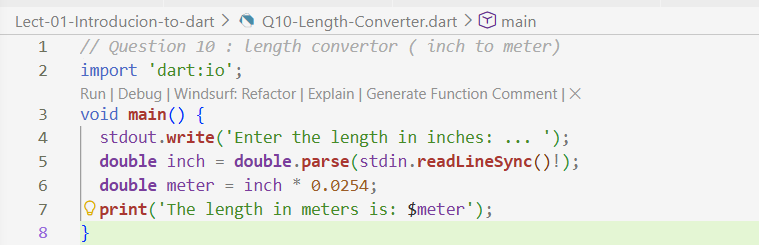 Lect-01-Introducion-to-dart > Q10-Length-Converter.dart > main
1 // Question 10 : length convertor ( inch to meter)
2 import 'dart:io';
Run | Debug | Windsurf: Refactor | Explain | Generate Function Comment | ×
3 void main() {
4 stdout.write('Enter the length in inches: ... ');
5 double inch = double.parse(stdin.readLineSync()!);
6 double meter = inch * 0.0254;
7 print('The length in meters is: $meter');
8 }